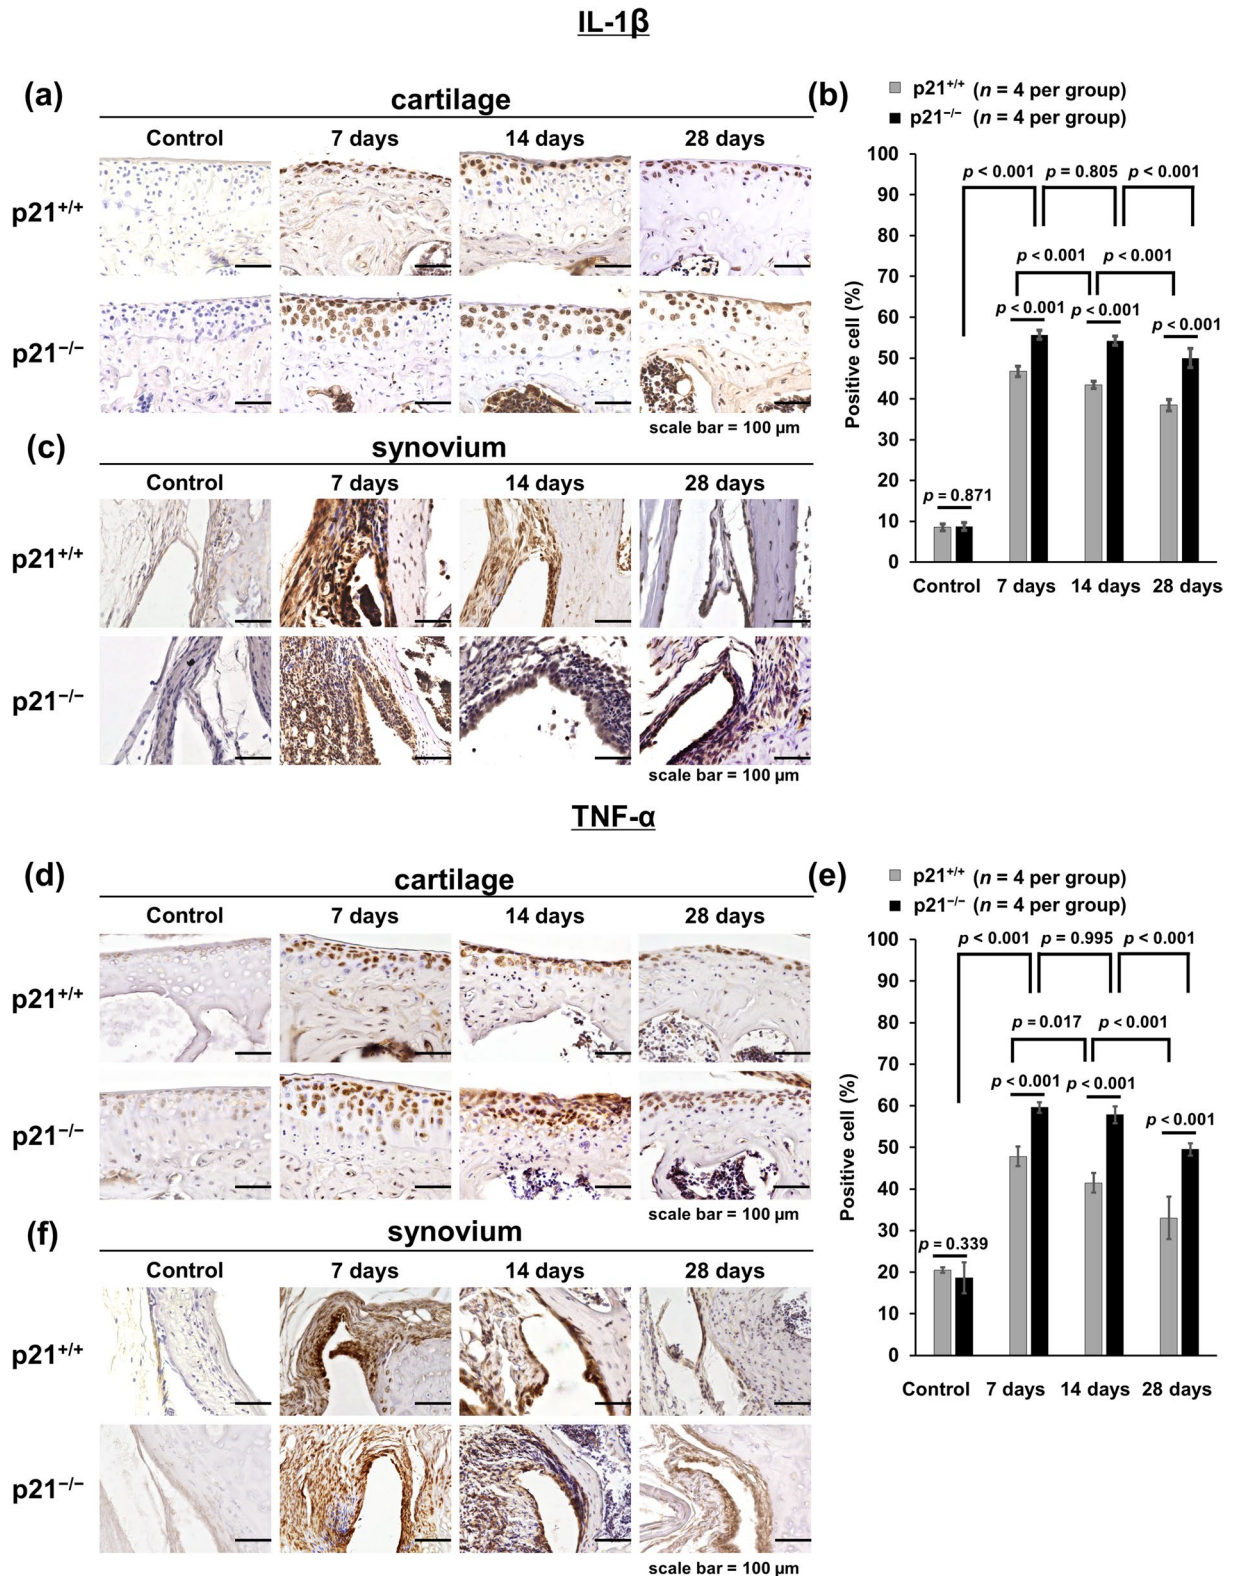 IL-1β
(a)
cartilage
Control 7 days 14 days 28 days
p21+/+
p21−/−
scale bar = 100 µm
(b)
p21+/+ (n = 4 per group)
p21−/− (n = 4 per group)
100
90
80
70
60
50
40
30
20
10
0
Positive cell (%)
p < 0.001 p = 0.805 p < 0.001
p < 0.001 p < 0.001
p < 0.001 p < 0.001 p < 0.001
p = 0.871
Control 7 days 14 days 28 days
(c)
synovium
Control 7 days 14 days 28 days
p21+/+
p21−/−
scale bar = 100 µm
TNF-α
(d)
cartilage
Control 7 days 14 days 28 days
p21+/+
p21−/−
scale bar = 100 µm
(e)
p21+/+ (n = 4 per group)
p21−/− (n = 4 per group)
100
90
80
70
60
50
40
30
20
10
0
Positive cell (%)
p < 0.001 p = 0.995 p < 0.001
p = 0.017 p < 0.001
p < 0.001 p < 0.001
p < 0.001
p = 0.339
Control 7 days 14 days 28 days
(f)
synovium
Control 7 days 14 days 28 days
p21+/+
p21−/−
scale bar = 100 µm